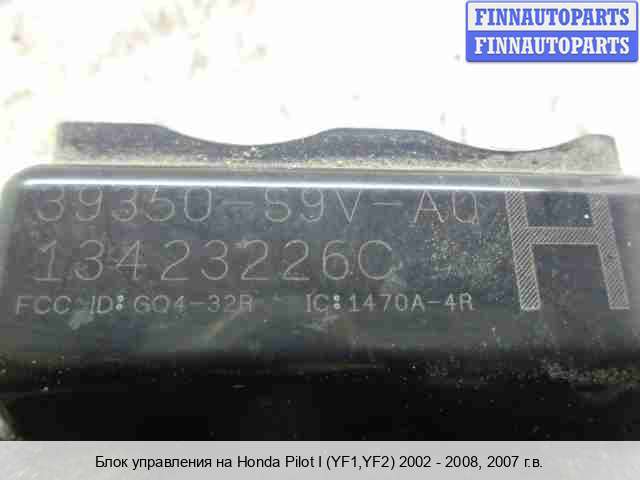 FINNAUTOPARTS
FINNAUTOPARTS
39350-S9V-A0
13423226C
FCC ID: GQ4-32R IC: 1470A-4R
H
Блок управления на Honda Pilot I (YF1,YF2) 2002 - 2008, 2007 г.в.